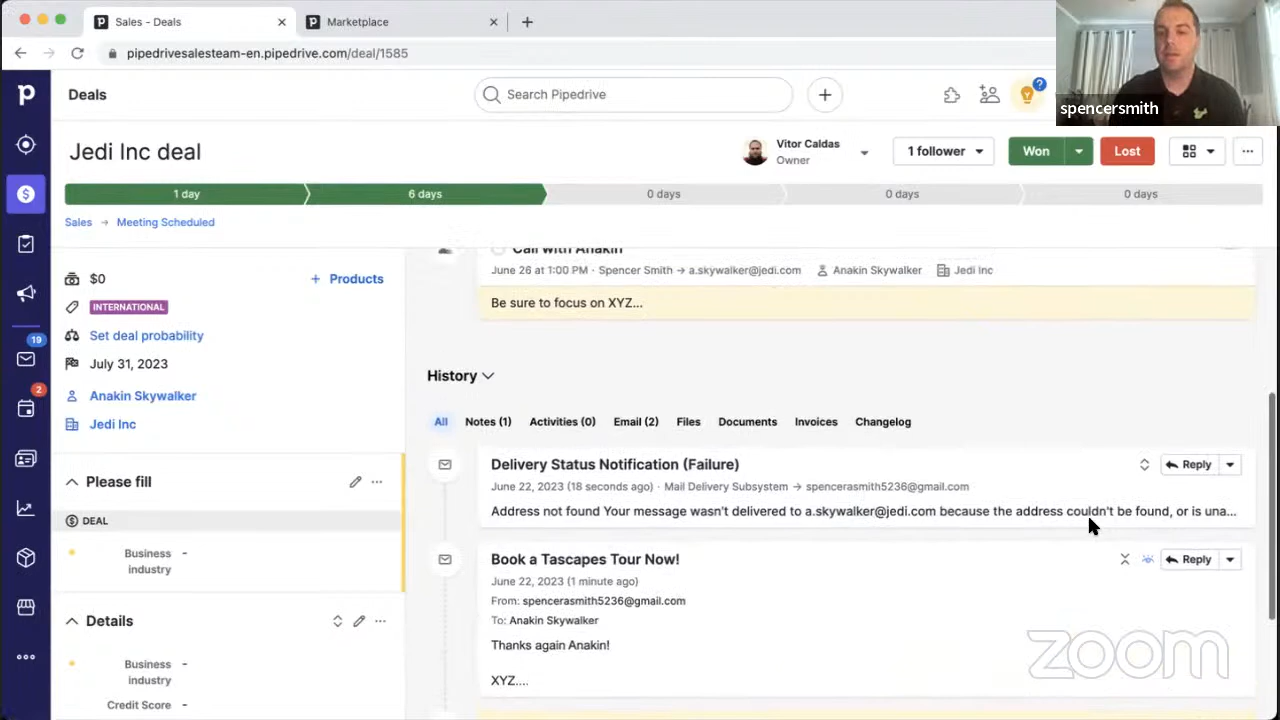 Sales - Deals
Marketplace
pipedrivesalesteam-en.pipedrive.com/deal/1585
spencersmith
Deals
Search Pipedrive
?
Jedi Inc deal
Vitor Caldas
Owner
1 follower
Won
Lost
1 day
6 days
0 days
0 days
0 days
Sales → Meeting Scheduled
19
2
$0
+ Products
INTERNATIONAL
Set deal probability
July 31, 2023
Anakin Skywalker
Jedi Inc
Please fill
DEAL
Business industry -
Details
Business industry -
Credit Score -
Call with Anakin
June 26 at 1:00 PM · Spencer Smith → a.skywalker@jedi.com Anakin Skywalker Jedi Inc
Be sure to focus on XYZ...
History
All Notes (1) Activities (0) Email (2) Files Documents Invoices Changelog
Delivery Status Notification (Failure)
Reply
June 22, 2023 (18 seconds ago) · Mail Delivery Subsystem → spencerasmith5236@gmail.com
Address not found Your message wasn't delivered to a.skywalker@jedi.com because the address couldn't be found, or is una...
Book a Tascapes Tour Now!
Reply
June 22, 2023 (1 minute ago)
From: spencerasmith5236@gmail.com
To: Anakin Skywalker
Thanks again Anakin!
XYZ....
zoom